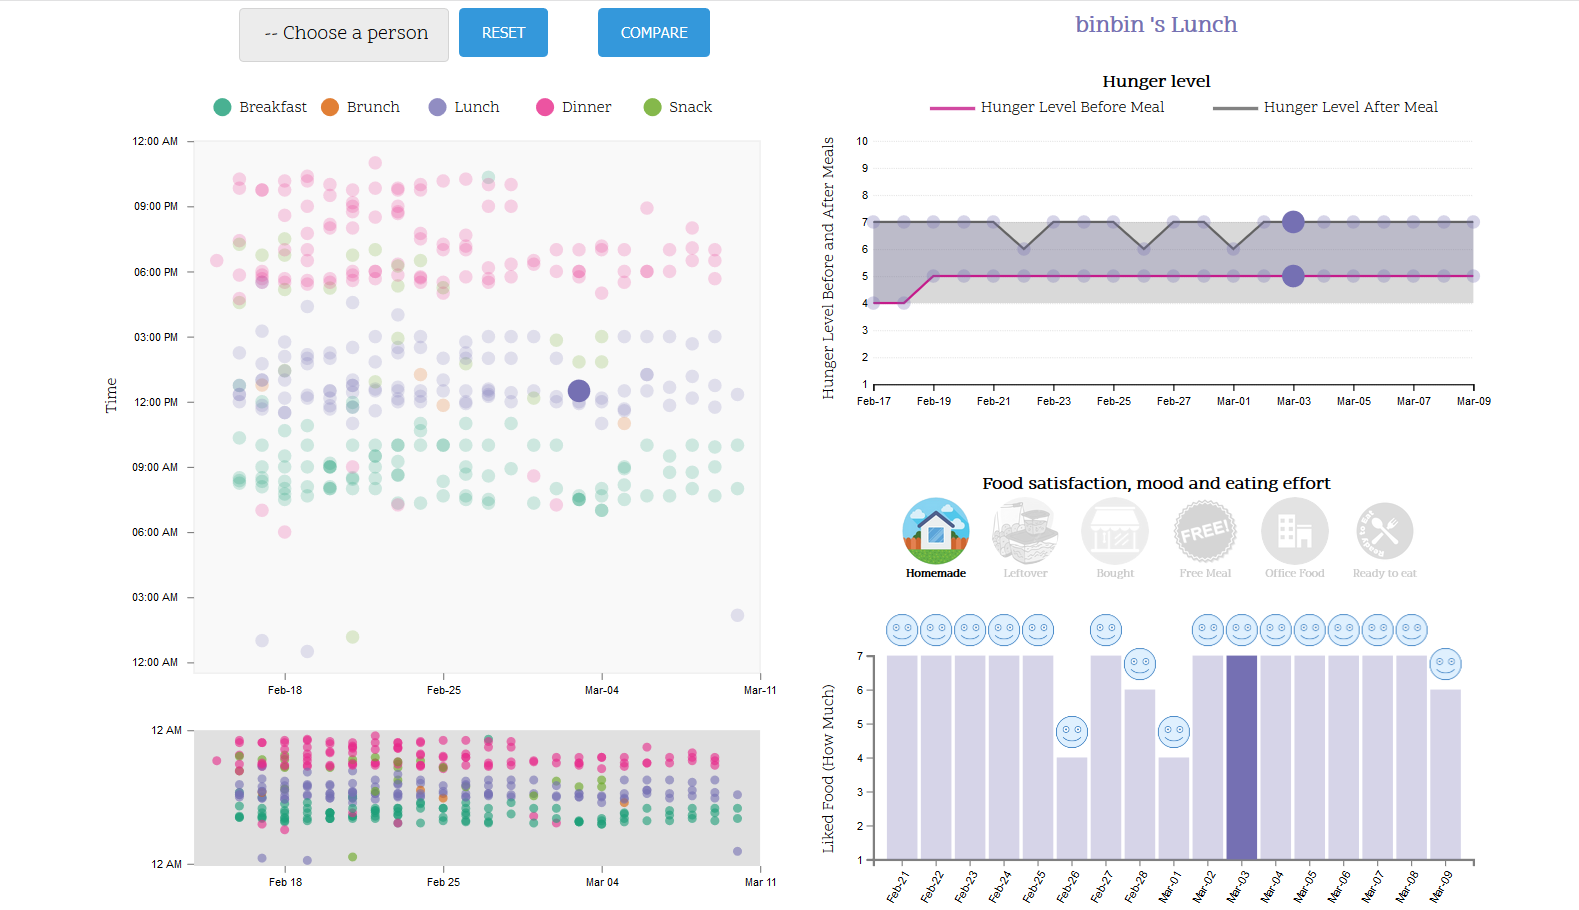 -- Choose a person
RESET
COMPARE
Breakfast
Brunch
Lunch
Dinner
Snack
Time
12:00 AM
09:00 PM
06:00 PM
03:00 PM
12:00 PM
09:00 AM
06:00 AM
03:00 AM
12:00 AM
Feb-18
Feb-25
Mar-04
Mar-11
12 AM
12 AM
Feb 18
Feb 25
Mar 04
Mar 11
binbin 's Lunch
Hunger level
Hunger Level Before Meal
Hunger Level After Meal
Hunger Level Before and After Meals
10
9
8
7
6
5
4
3
2
1
Feb-17
Feb-19
Feb-21
Feb-23
Feb-25
Feb-27
Mar-01
Mar-03
Mar-05
Mar-07
Mar-09
Food satisfaction, mood and eating effort
FREE!
Ready to Eat
Homemade
Leftover
Bought
Free Meal
Office Food
Ready to eat
Liked Food (How Much)
7
6
5
4
3
2
1
Feb-21
Feb-22
Feb-23
Feb-24
Feb-25
Feb-26
Feb-27
Feb-28
Mar-01
Mar-02
Mar-03
Mar-04
Mar-05
Mar-06
Mar-07
Mar-08
Mar-09